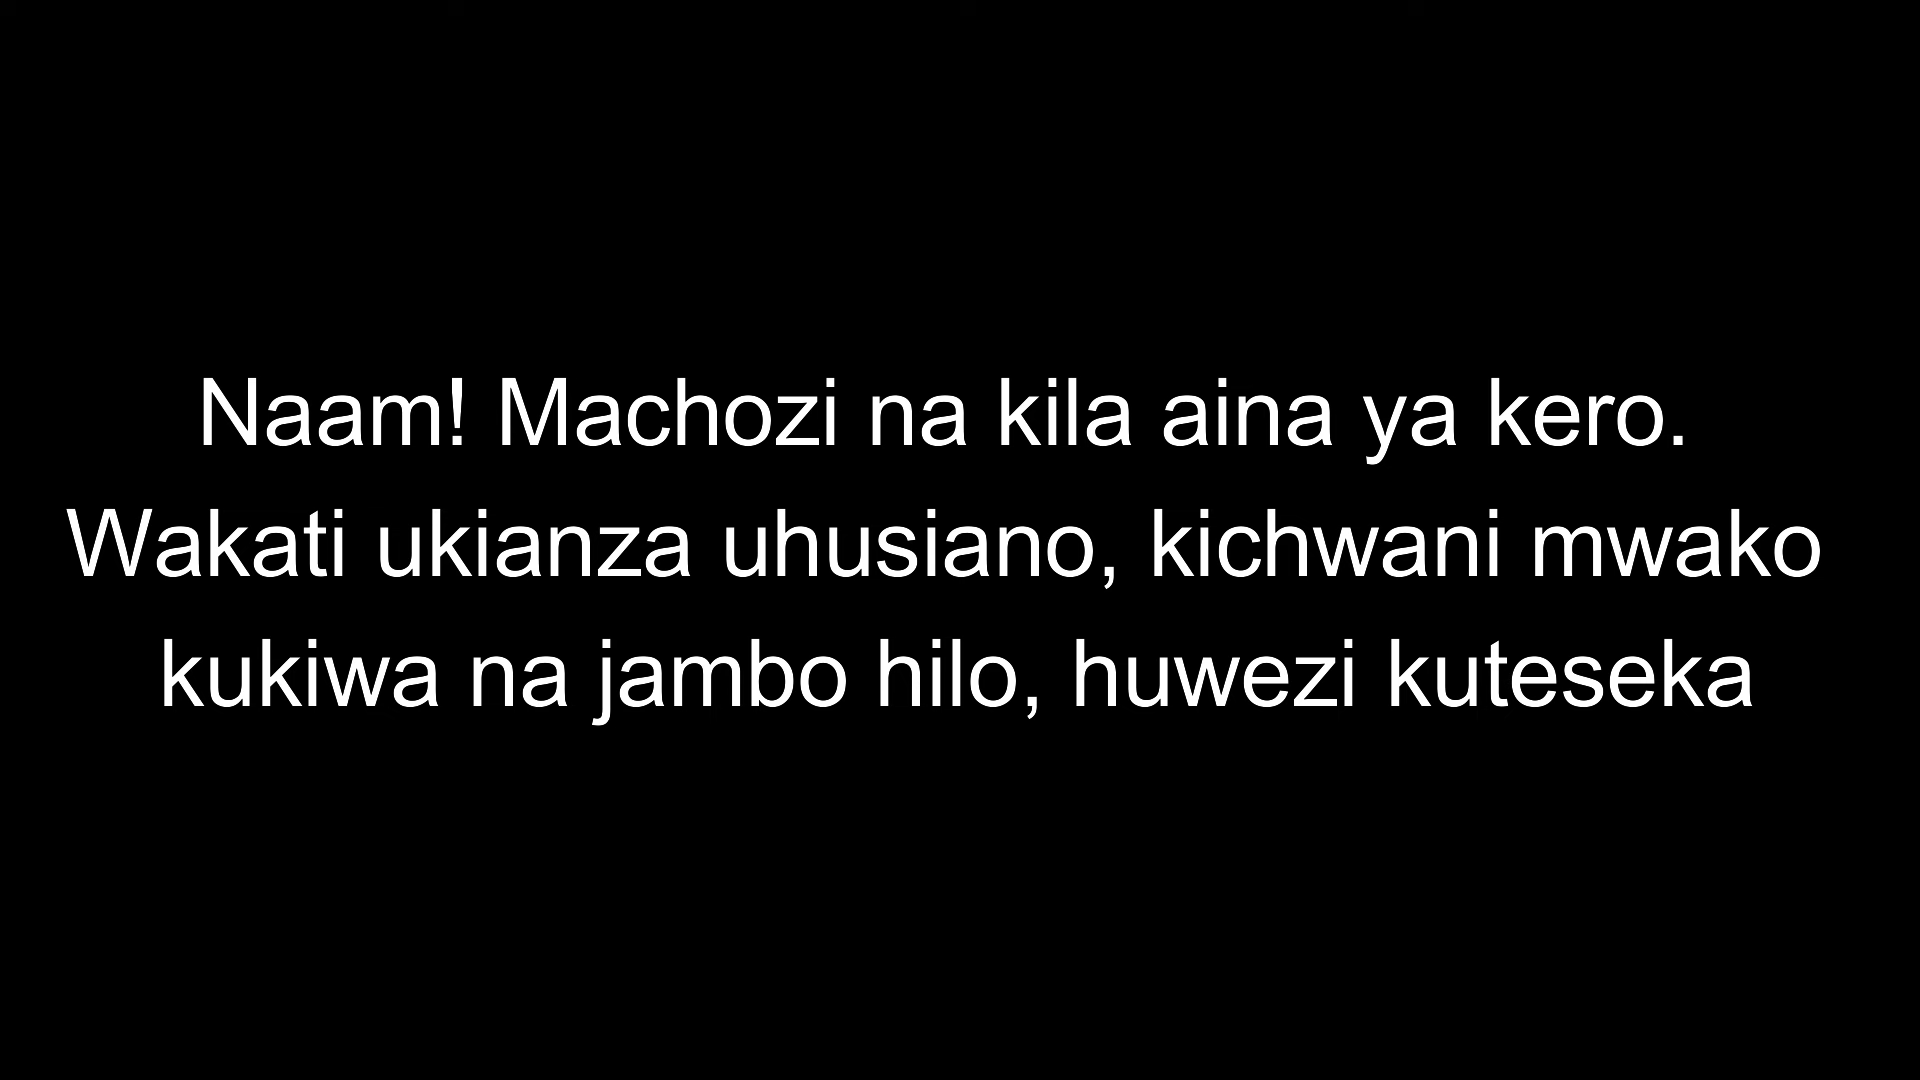 Naam! Machozi na kila aina ya kero.
Wakati ukianza uhusiano, kichwani mwako
kukiwa na jambo hilo, huwezi kuteseka